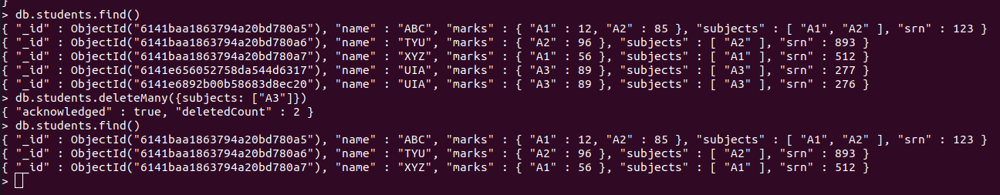 }
> db.students.find()
{ "_id" : ObjectId("6141baa1863794a20bd780a5"), "name" : "ABC", "marks" : { "A1" : 12, "A2" : 85 }, "subjects" : [ "A1", "A2" ], "srn" : 123 }
{ "_id" : ObjectId("6141baa1863794a20bd780a6"), "name" : "TYU", "marks" : { "A2" : 96 }, "subjects" : [ "A2" ], "srn" : 893 }
{ "_id" : ObjectId("6141baa1863794a20bd780a7"), "name" : "XYZ", "marks" : { "A1" : 56 }, "subjects" : [ "A1" ], "srn" : 512 }
{ "_id" : ObjectId("6141e656052758da544d6317"), "name" : "UIA", "marks" : { "A3" : 89 }, "subjects" : [ "A3" ], "srn" : 277 }
{ "_id" : ObjectId("6141e6892b00b58683d8ec20"), "name" : "UIA", "marks" : { "A3" : 89 }, "subjects" : [ "A3" ], "srn" : 276 }
> db.students.deleteMany({subjects: ["A3"]})
{ "acknowledged" : true, "deletedCount" : 2 }
> db.students.find()
{ "_id" : ObjectId("6141baa1863794a20bd780a5"), "name" : "ABC", "marks" : { "A1" : 12, "A2" : 85 }, "subjects" : [ "A1", "A2" ], "srn" : 123 }
{ "_id" : ObjectId("6141baa1863794a20bd780a6"), "name" : "TYU", "marks" : { "A2" : 96 }, "subjects" : [ "A2" ], "srn" : 893 }
{ "_id" : ObjectId("6141baa1863794a20bd780a7"), "name" : "XYZ", "marks" : { "A1" : 56 }, "subjects" : [ "A1" ], "srn" : 512 }
>